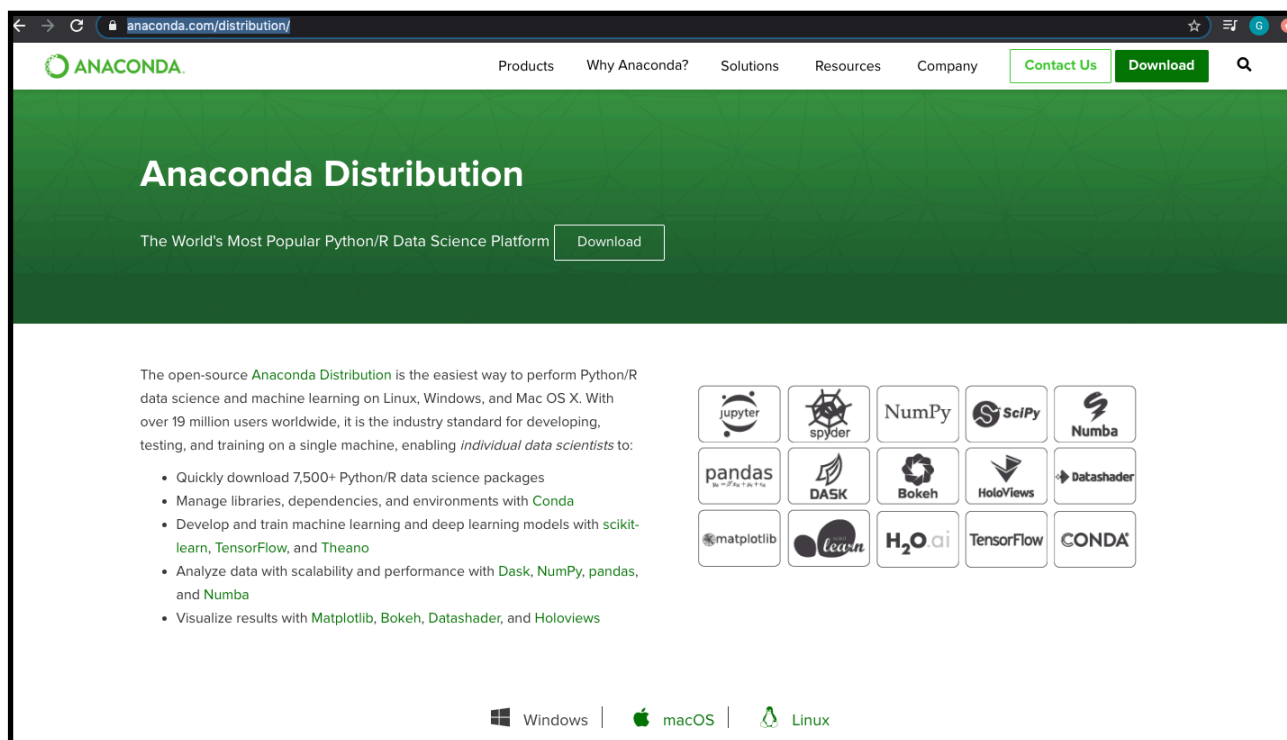 anaconda.com/distribution/
G
ANACONDA.
Products
Why Anaconda?
Solutions
Resources
Company
Contact Us
Download
Anaconda Distribution
The World's Most Popular Python/R Data Science Platform
Download
The open-source Anaconda Distribution is the easiest way to perform Python/R
data science and machine learning on Linux, Windows, and Mac OS X. With
over 19 million users worldwide, it is the industry standard for developing,
testing, and training on a single machine, enabling individual data scientists to:
• Quickly download 7,500+ Python/R data science packages
• Manage libraries, dependencies, and environments with Conda
• Develop and train machine learning and deep learning models with scikit-
learn, TensorFlow, and Theano
• Analyze data with scalability and performance with Dask, NumPy, pandas,
and Numba
• Visualize results with Matplotlib, Bokeh, Datashader, and Holoviews
jupyter
spyder
NumPy
SciPy
Numba
pandas
DASK
Bokeh
HoloViews
Datashader
matplotlib
learn
H2O.ai
TensorFlow
CONDA
Windows
macOS
Linux